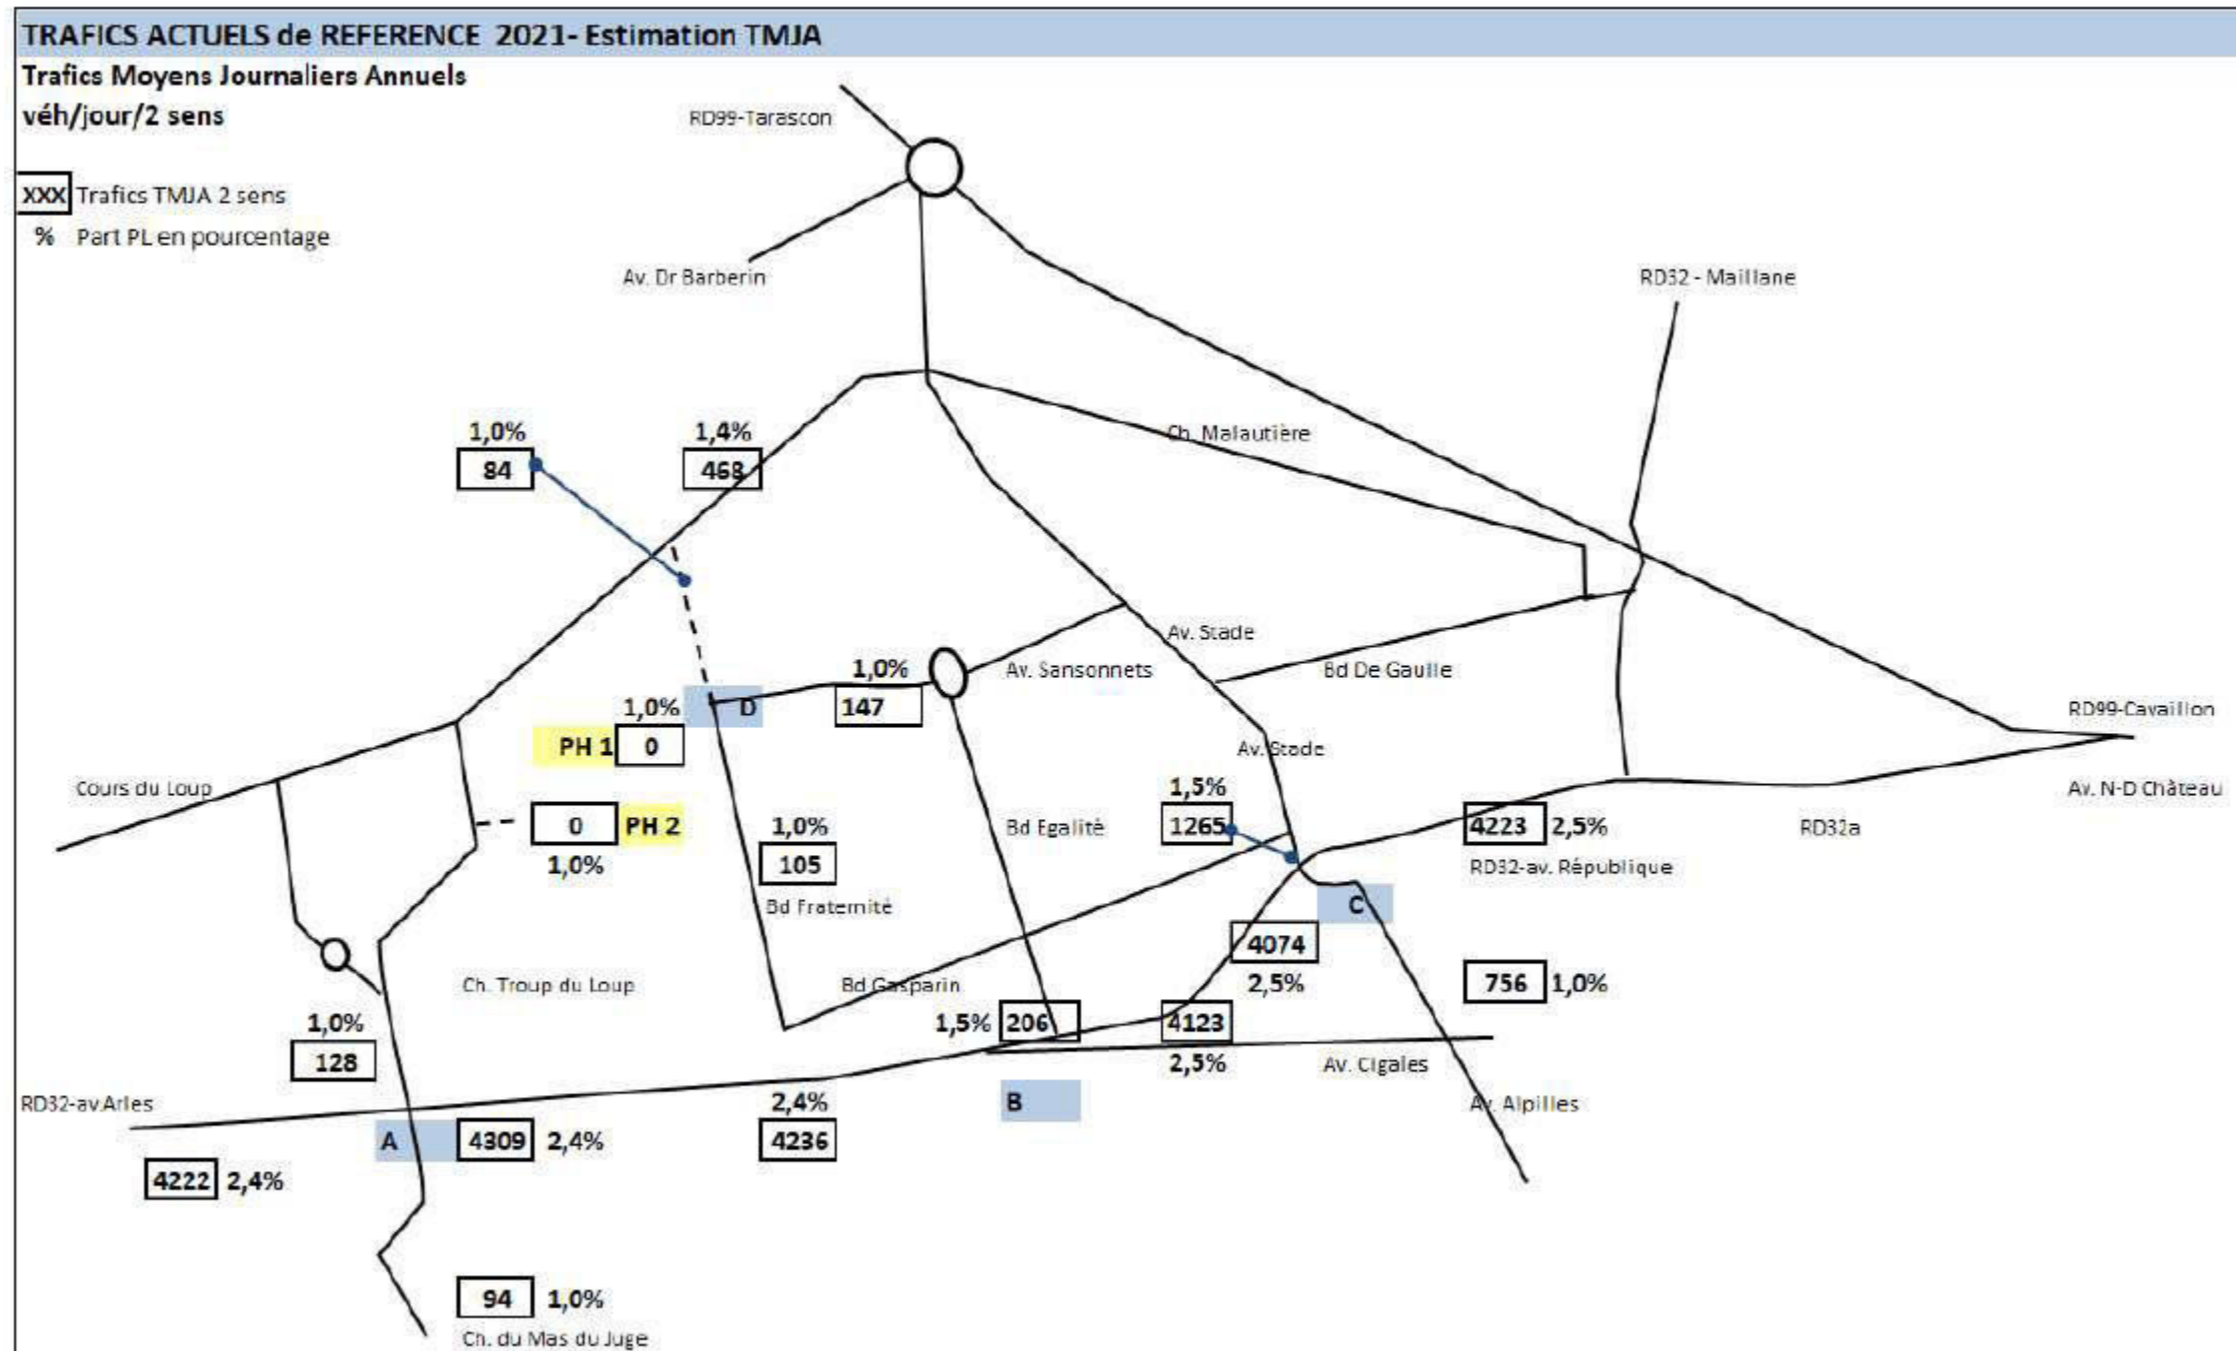 TRAFICS ACTUELS de REFERENCE 2021- Estimation TMJA
Trafics Moyens Journaliers Annuels
véh/jour/2 sens
RD99-Tarascon
XXX Trafics TMJA 2 sens
% Part PL en pourcentage
Av. Dr Barberin
RD32 - Maillane
1,0%
84
1,4%
468
Ch. Malautière
Av. Stade
1,0%
Av. Sansonnets
Bd De Gaulle
1,0%
D
147
RD99-Cavaillon
PH 1 0
Av. Stade
Cours du Loup
1,5%
Av. N-D Château
0 PH 2
1,0%
Bd Egalité
1265
4223 2,5%
RD32a
1,0%
105
RD32-av. République
Bd Fraternité
C
4074
Ch. Troup du Loup
Bd Gasparin
2,5%
756 1,0%
1,0%
1,5% 206
4123
128
2,5%
Av. Cigales
RD32-av.Arles
2,4%
B
Av. Alpilles
A 4309 2,4%
4236
4222 2,4%
94 1,0%
Ch. du Mas du Juge